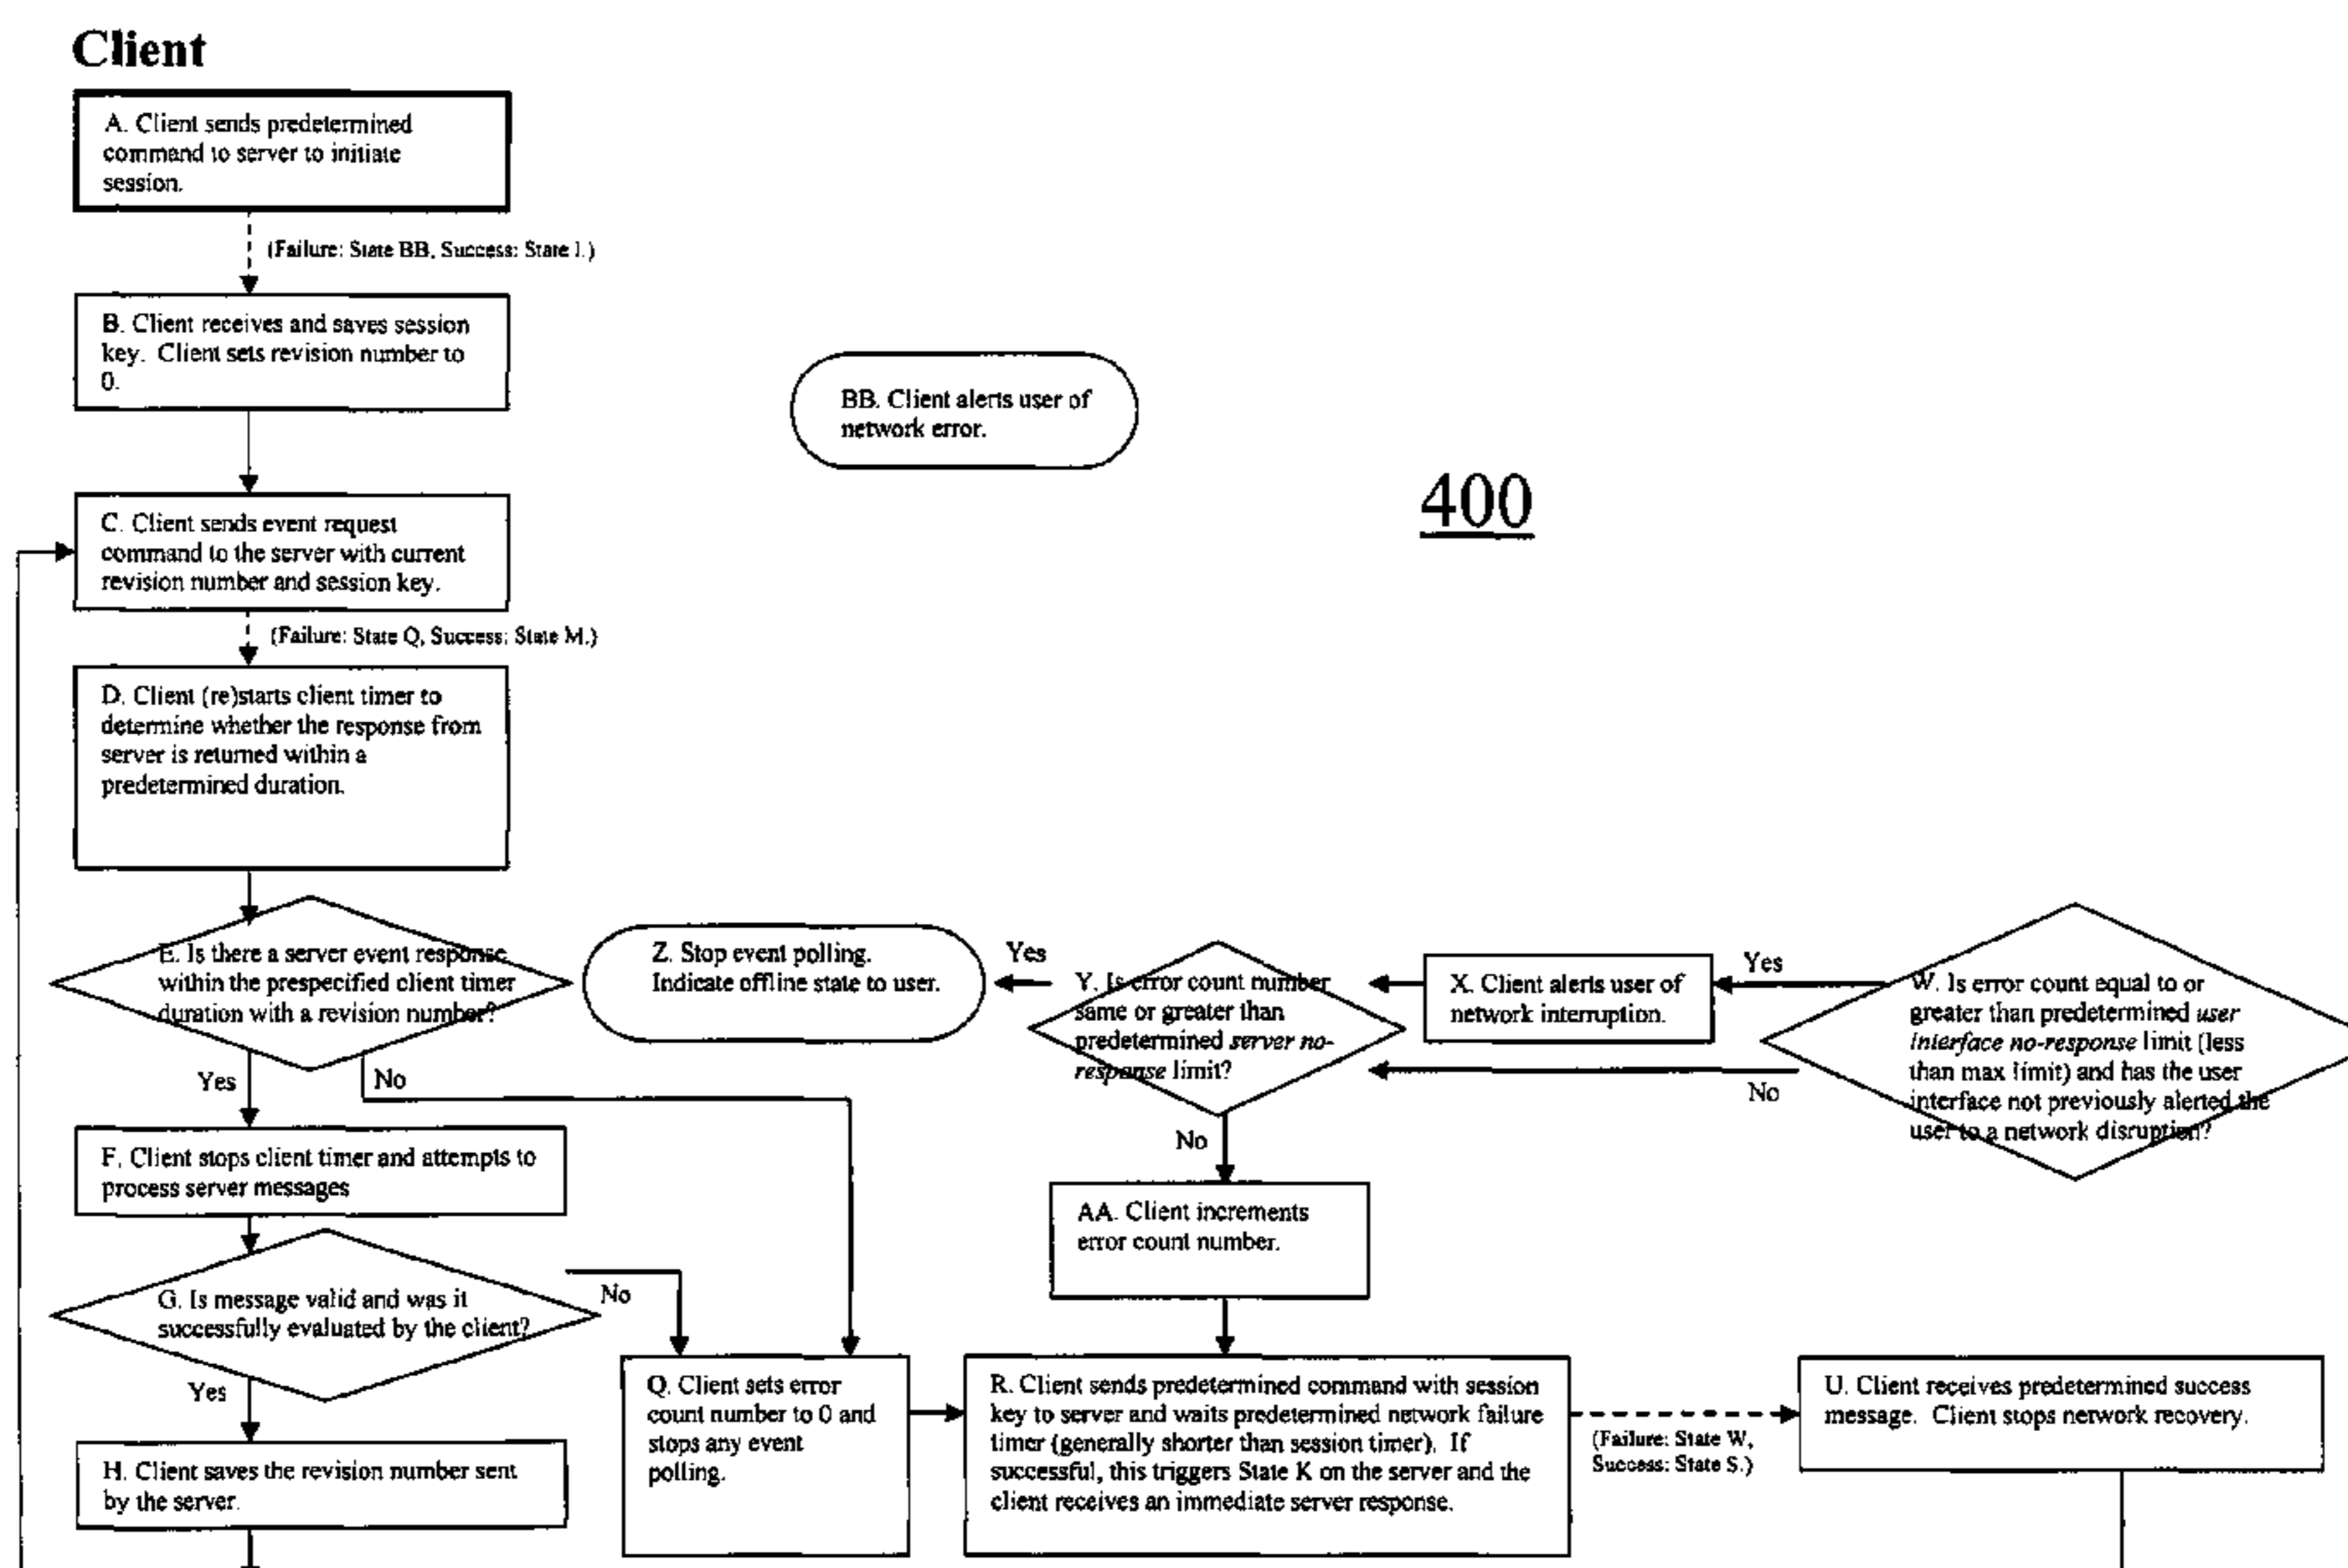 Client
A. Client sends predetermined
command to server to initiate
session.
(Failure: State BB, Success: State I.)
B. Client receives and saves session
key. Client sets revision number to
0.
BB. Client alerts user of
network error.
400
C. Client sends event request
command to the server with current
revision number and session key.
(Failure: State Q, Success: State M.)
D. Client (re)starts client timer to
determine whether the response from
server is returned within a
predetermined duration.
E. Is there a server event response
within the prespecified client timer
duration with a revision number?
Yes
No
Z. Stop event polling.
Indicate offline state to user.
Yes
Y. Is error count number
same or greater than
predetermined server no-
response limit?
No
X. Client alerts user of
network interruption.
Yes
No
W. Is error count equal to or
greater than predetermined user
interface no-response limit (less
than max limit) and has the user
interface not previously alerted the
user to a network disruption?
F. Client stops client timer and attempts to
process server messages
AA. Client increments
error count number.
G. Is message valid and was it
successfully evaluated by the client?
No
Yes
Q. Client sets error
count number to 0 and
stops any event
polling.
R. Client sends predetermined command with session
key to server and waits predetermined network failure
timer (generally shorter than session timer). If
successful, this triggers State K on the server and the
client receives an immediate server response.
(Failure: State W,
Success: State S.)
U. Client receives predetermined success
message. Client stops network recovery.
H. Client saves the revision number sent
by the server.